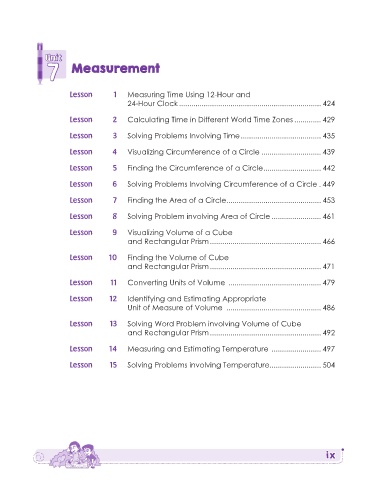 Unit
7
Measurement
Lesson 1 Measuring Time Using 12-Hour and
24-Hour Clock 424
Lesson 2 Calculating Time in Different World Time Zones 429
Lesson 3 Solving Problems Involving Time 435
Lesson 4 Visualizing Circumference of a Circle 439
Lesson 5 Finding the Circumference of a Circle 442
Lesson 6 Solving Problems Involving Circumference of a Circle . 449
Lesson 7 Finding the Area of a Circle 453
Lesson 8 Solving Problem involving Area of Circle 461
Lesson 9 Visualizing Volume of a Cube
and Rectangular Prism 466
Lesson 10 Finding the Volume of Cube
and Rectangular Prism 471
Lesson 11 Converting Units of Volume 479
Lesson 12 Identifying and Estimating Appropriate
Unit of Measure of Volume 486
Lesson 13 Solving Word Problem involving Volume of Cube
and Rectangular Prism 492
Lesson 14 Measuring and Estimating Temperature 497
Lesson 15 Solving Problems involving Temperature 504
ix